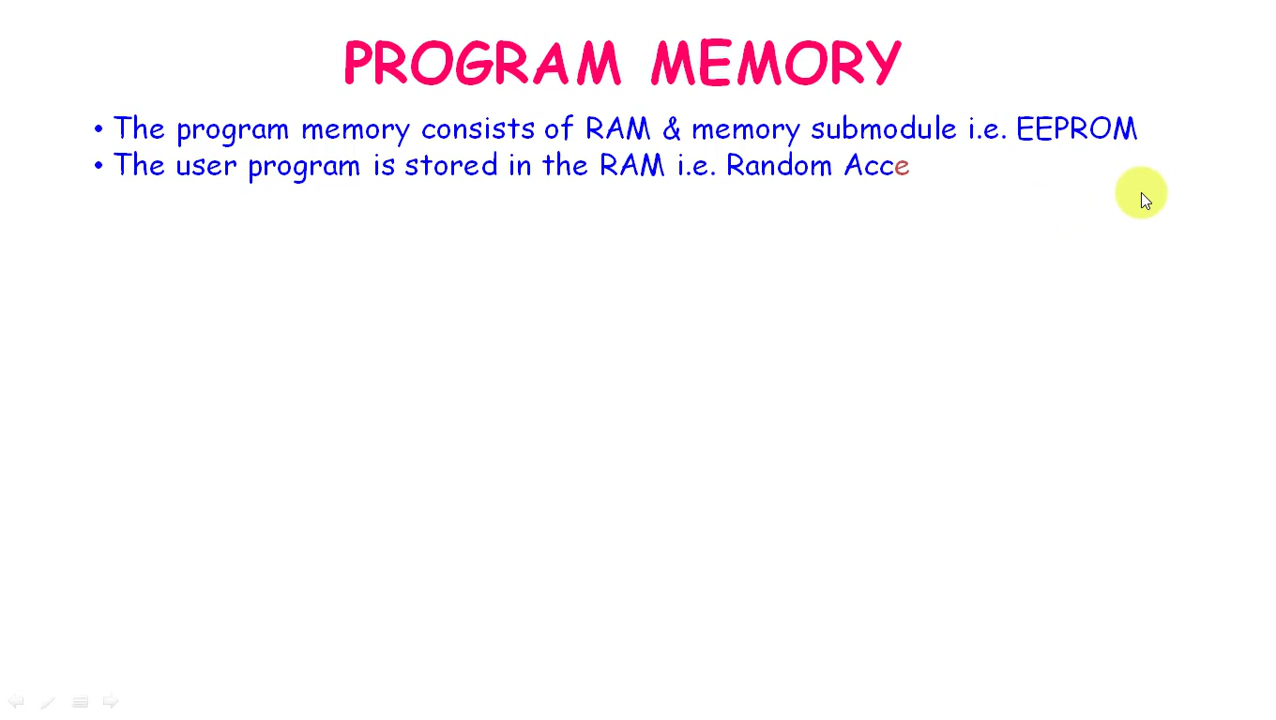 PROGRAM MEMORY
• The program memory consists of RAM & memory submodule i.e. EEPROM
• The user program is stored in the RAM i.e. Random Acce